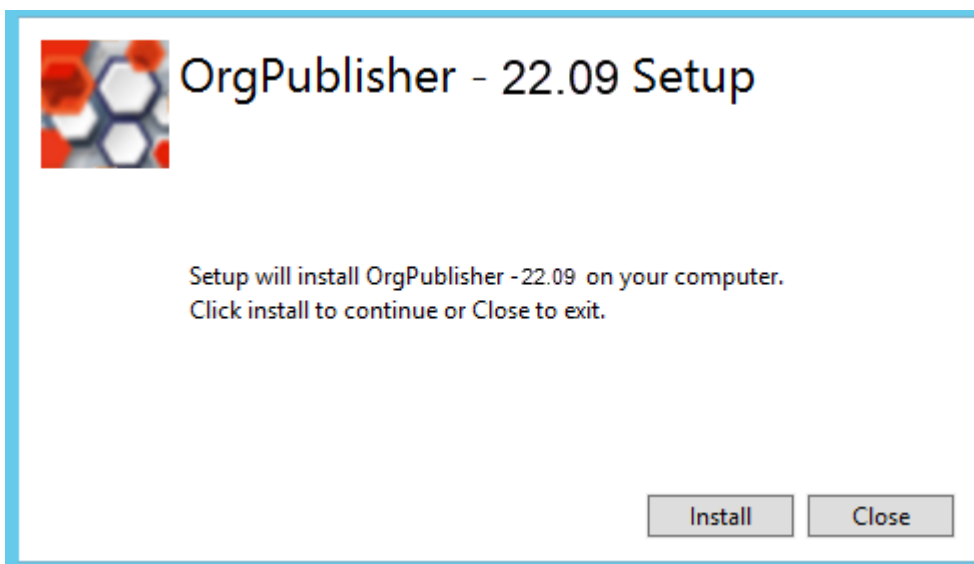 OrgPublisher - 22.09 Setup
Setup will install OrgPublisher - 22.09 on your computer.
Click install to continue or Close to exit.
Install Close